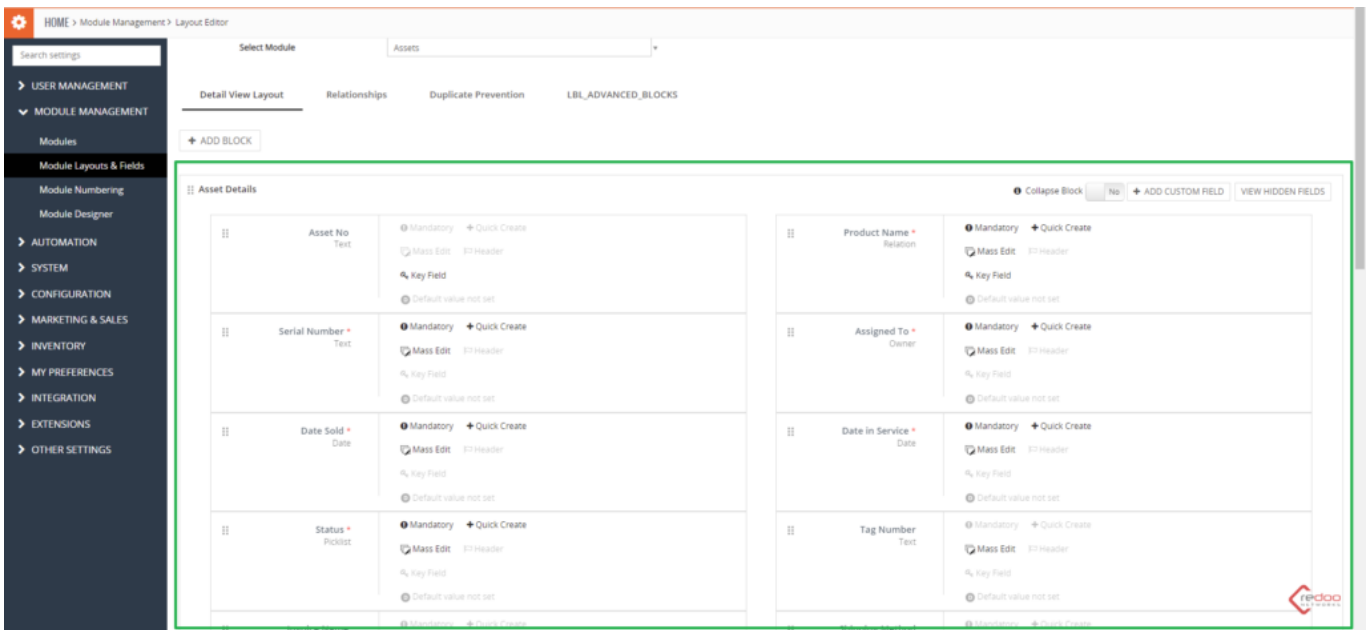 HOME > Module Management > Layout Editor
Search settings
USER MANAGEMENT
MODULE MANAGEMENT
Modules
Module Layouts & Fields
Module Numbering
Module Designer
AUTOMATION
SYSTEM
CONFIGURATION
MARKETING & SALES
INVENTORY
MY PREFERENCES
INTEGRATION
EXTENSIONS
OTHER SETTINGS
Select Module Assets
Detail View Layout Relationships Duplicate Prevention LBL_ADVANCED_BLOCKS
+ ADD BLOCK
Asset Details Collapse Block No + ADD CUSTOM FIELD VIEW HIDDEN FIELDS
Asset No
Text
Mandatory + Quick Create
Mass Edit Header
Key Field
Default value not set
Product Name *
Relation
Mandatory + Quick Create
Mass Edit Header
Key Field
Default value not set
Serial Number *
Text
Mandatory + Quick Create
Mass Edit Header
Key Field
Default value not set
Assigned To *
Owner
Mandatory + Quick Create
Mass Edit Header
Key Field
Default value not set
Date Sold *
Date
Mandatory + Quick Create
Mass Edit Header
Key Field
Default value not set
Date in Service *
Date
Mandatory + Quick Create
Mass Edit Header
Key Field
Default value not set
Status *
Picklist
Mandatory + Quick Create
Mass Edit Header
Key Field
Default value not set
Tag Number
Text
Mandatory + Quick Create
Mass Edit Header
Key Field
Default value not set
redoo
NETWORKS
Mandatory + Quick Create
Mandatory + Quick Create